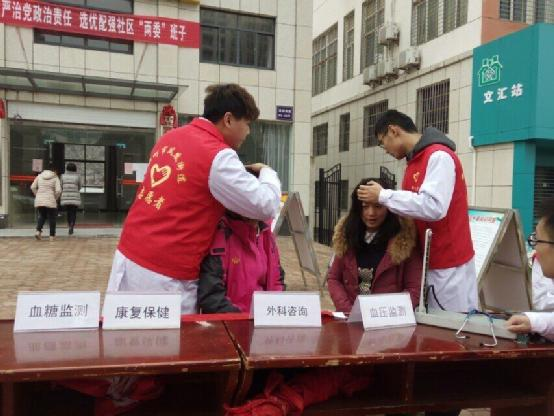 严治党政治责任 选优配强社区“两委”班子
文汇站
志愿者
血糖监测
康复保健
外科咨询
血压监测